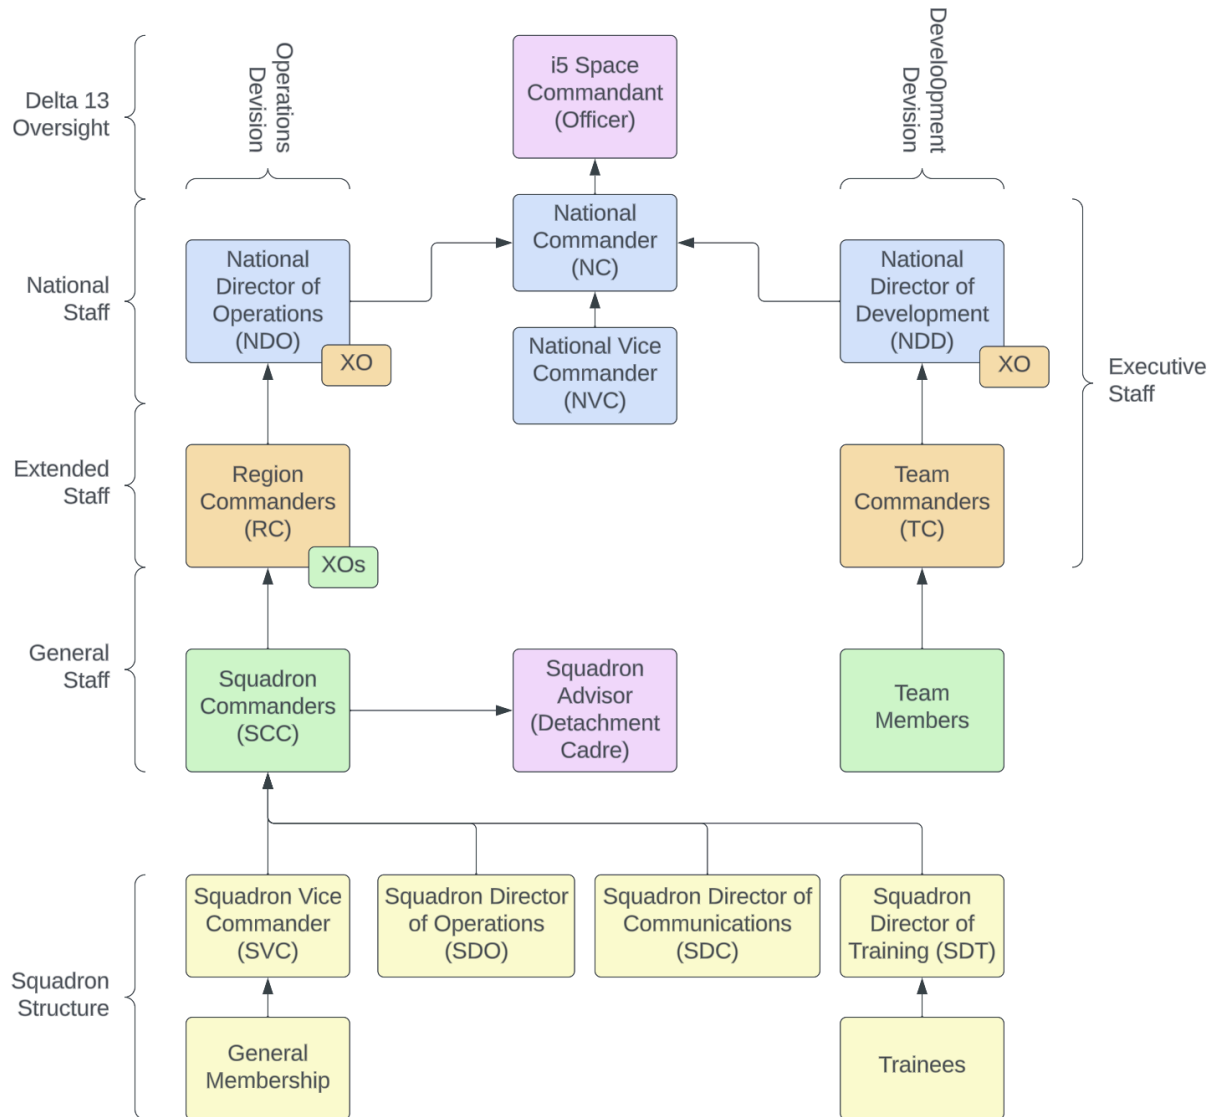 Operations
Devision
Develo0pment
Devision
Delta 13
Oversight
i5 Space
Commandant
(Officer)
National
Staff
National
Director of
Operations
(NDO)
XO
National
Commander
(NC)
National Vice
Commander
(NVC)
National
Director of
Development
(NDD)
XO
Executive
Staff
Extended
Staff
Region
Commanders
(RC)
XOs
Team
Commanders
(TC)
General
Staff
Squadron
Commanders
(SCC)
Squadron
Advisor
(Detachment
Cadre)
Team
Members
Squadron
Structure
Squadron Vice
Commander
(SVC)
Squadron Director
of Operations
(SDO)
Squadron Director of
Communications
(SDC)
Squadron
Director of
Training (SDT)
General
Membership
Trainees